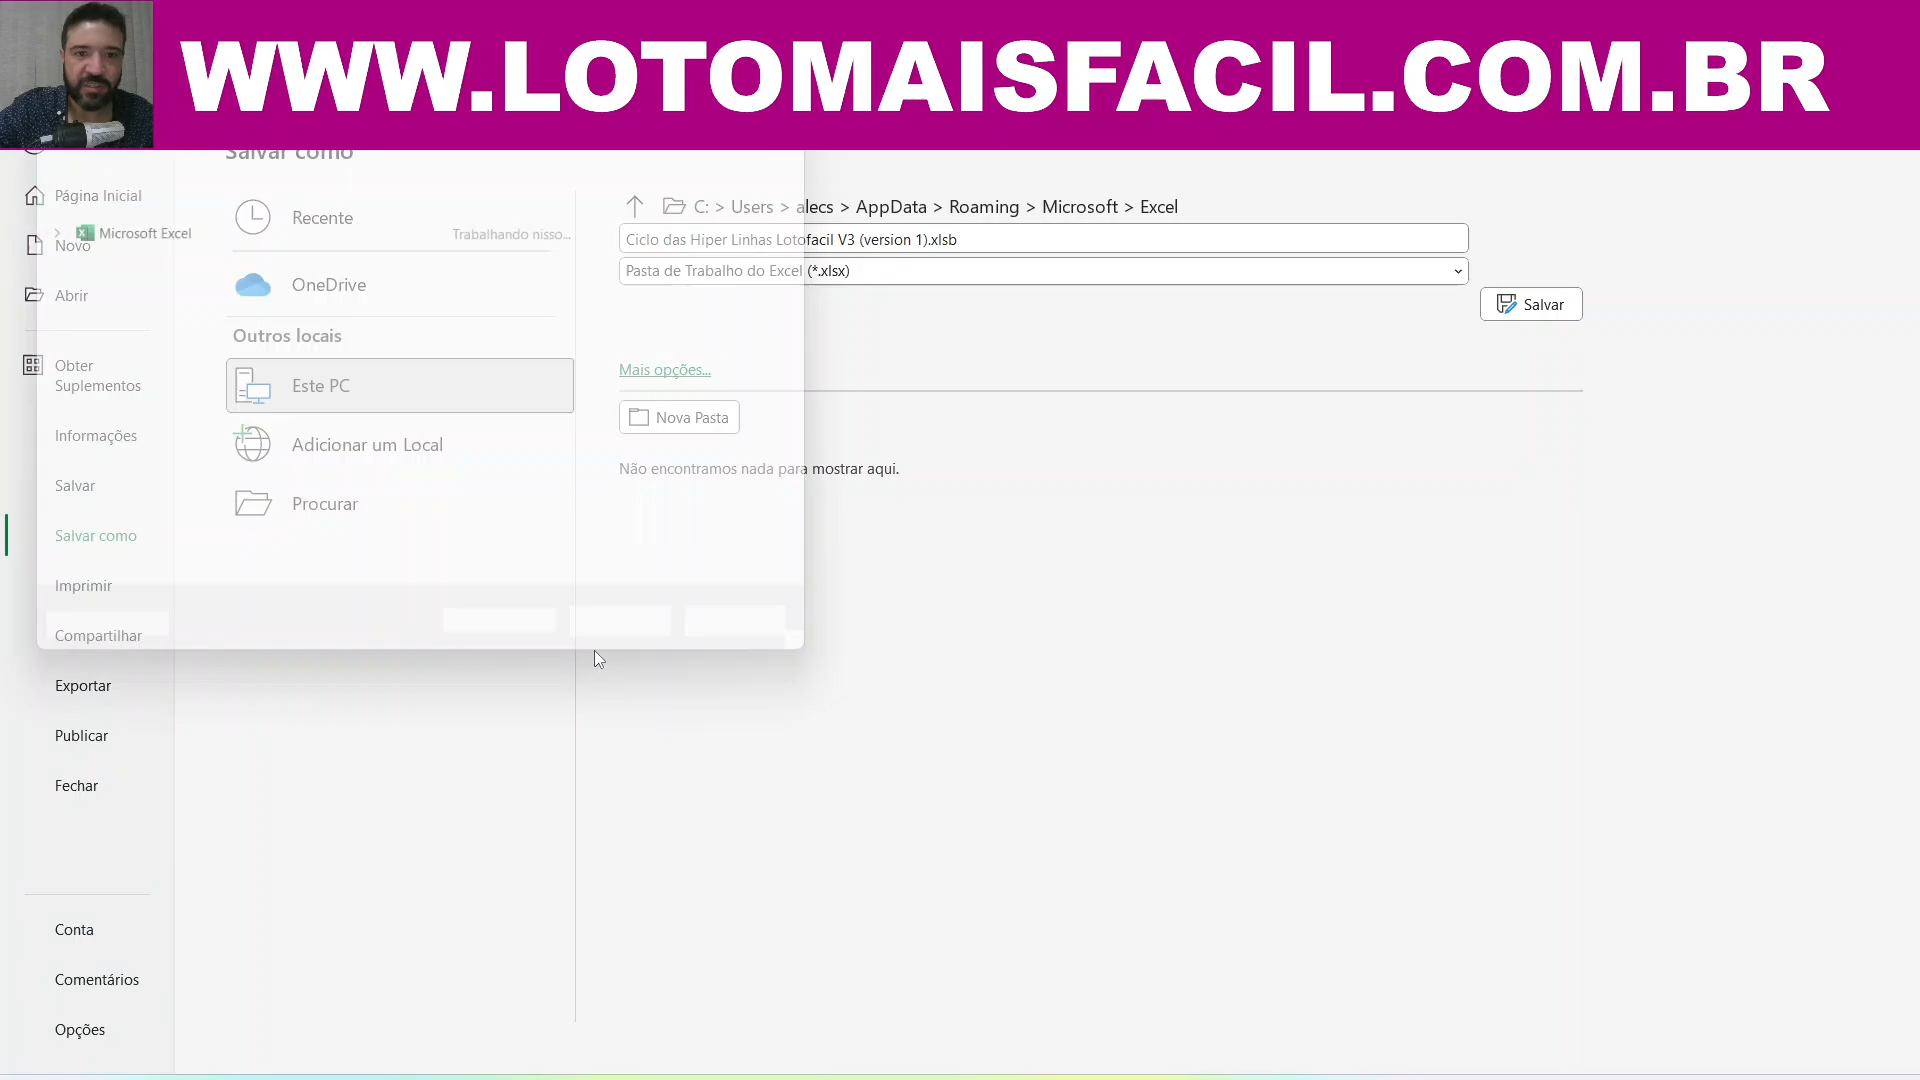 WWW.LOTOMAISFACIL.COM.BR
Salvar como
Página Inicial
Microsoft Excel
Novo
Abrir
Obter
Suplementos
Informações
Salvar
Salvar como
Imprimir
Compartilhar
Exportar
Publicar
Fechar
Conta
Comentários
Opções
Recente
Trabalhando nisso...
OneDrive
Outros locais
Este PC
Adicionar um Local
Procurar
C: > Users > alecs > AppData > Roaming > Microsoft > Excel
Ciclo das Hiper Linhas Lotofacil V3 (version 1).xlsb
Pasta de Trabalho do Excel (*.xlsx)
Salvar
Mais opções...
Nova Pasta
Não encontramos nada para mostrar aqui.